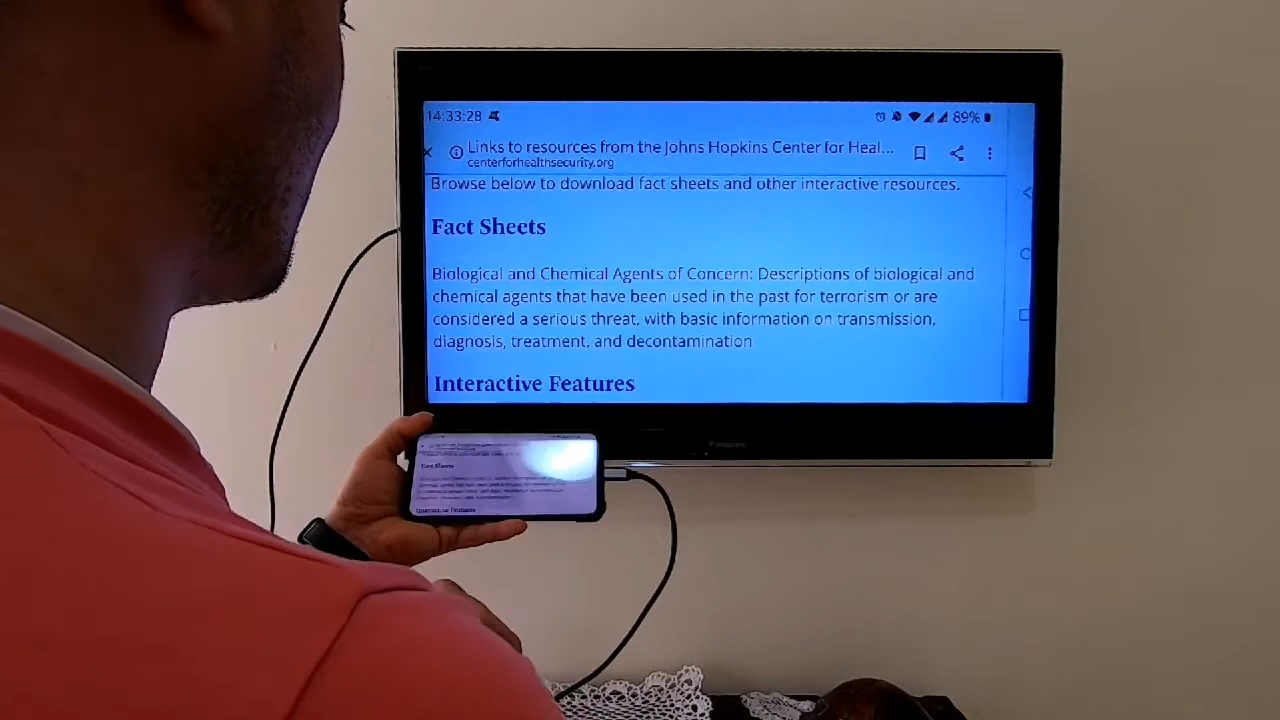 14:33:28
89%
Links to resources from the Johns Hopkins Center for Heal...
centerforhealthsecurity.org
Browse below to download fact sheets and other interactive resources.
Fact Sheets
Biological and Chemical Agents of Concern: Descriptions of biological and
chemical agents that have been used in the past for terrorism or are
considered a serious threat, with basic information on transmission,
diagnosis, treatment, and decontamination
Interactive Features
Panasonic
Fact Sheets